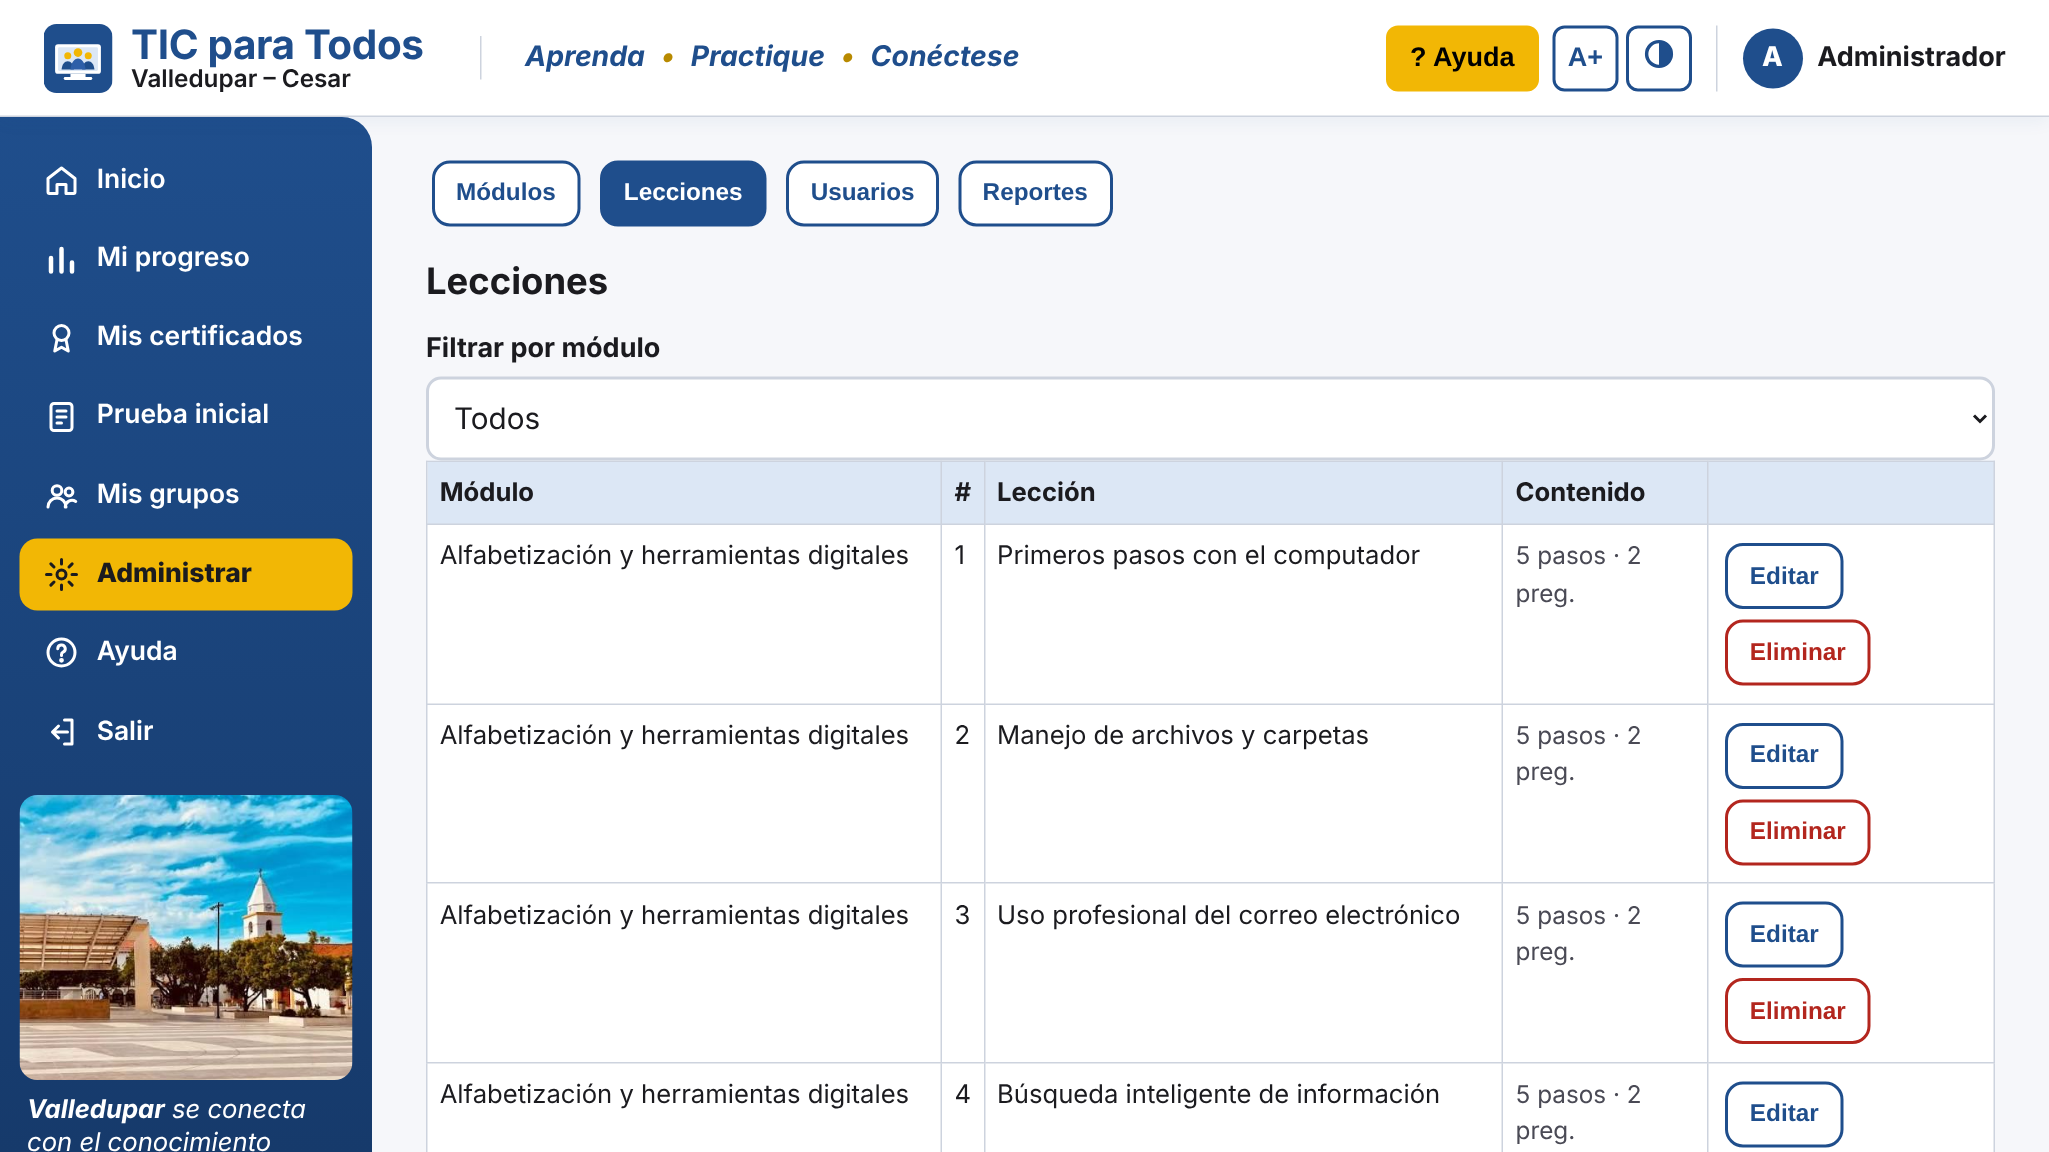 TIC para Todos
Valledupar – Cesar
Aprenda • Practique • Conéctese
? Ayuda
A+
A
Administrador
Inicio
Mi progreso
Mis certificados
Prueba inicial
Mis grupos
Administrar
Ayuda
Salir
Valledupar se conecta
con el conocimiento
Módulos
Lecciones
Usuarios
Reportes
Lecciones
Filtrar por módulo
Todos
Módulo # Lección Contenido
Alfabetización y herramientas digitales 1 Primeros pasos con el computador 5 pasos · 2
preg.
Editar
Eliminar
Alfabetización y herramientas digitales 2 Manejo de archivos y carpetas 5 pasos · 2
preg.
Editar
Eliminar
Alfabetización y herramientas digitales 3 Uso profesional del correo electrónico 5 pasos · 2
preg.
Editar
Eliminar
Alfabetización y herramientas digitales 4 Búsqueda inteligente de información 5 pasos · 2
preg.
Editar